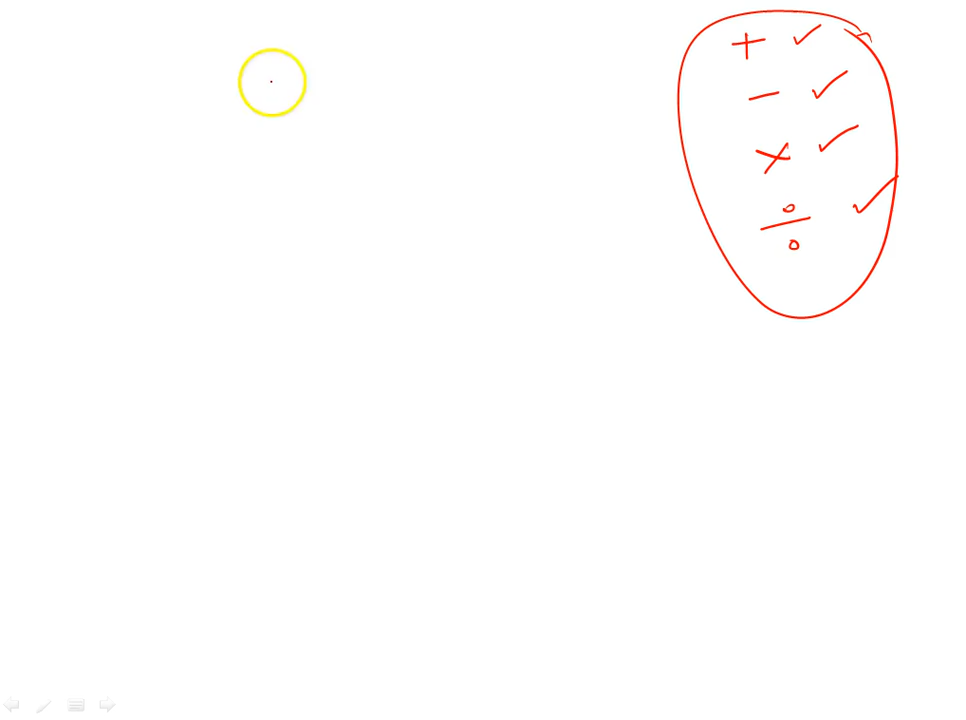 + ✓
− ✓
× ✓
÷ ✓